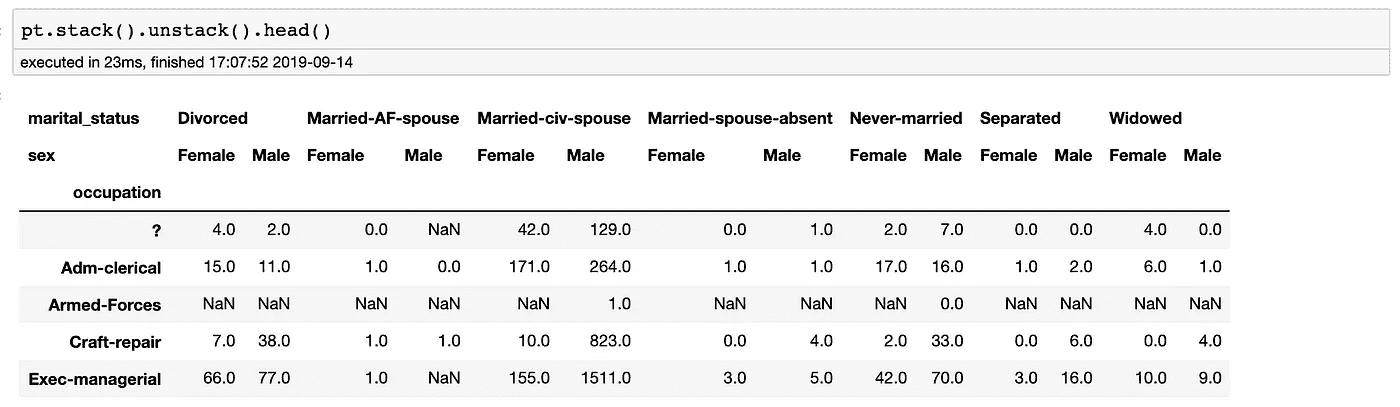 pt.stack().unstack().head()
executed in 23ms, finished 17:07:52 2019-09-14
marital_status Divorced Married-AF-spouse Married-civ-spouse Married-spouse-absent Never-married Separated Widowed
sex Female Male Female Male Female Male Female Male Female Male Female Male Female Male
occupation
? 4.0 2.0 0.0 NaN 42.0 129.0 0.0 1.0 2.0 7.0 0.0 0.0 4.0 0.0
Adm-clerical 15.0 11.0 1.0 0.0 171.0 264.0 1.0 1.0 17.0 16.0 1.0 2.0 6.0 1.0
Armed-Forces NaN NaN NaN NaN NaN 1.0 NaN NaN NaN 0.0 NaN NaN NaN NaN
Craft-repair 7.0 38.0 1.0 1.0 10.0 823.0 0.0 4.0 2.0 33.0 0.0 6.0 0.0 4.0
Exec-managerial 66.0 77.0 1.0 NaN 155.0 1511.0 3.0 5.0 42.0 70.0 3.0 16.0 10.0 9.0